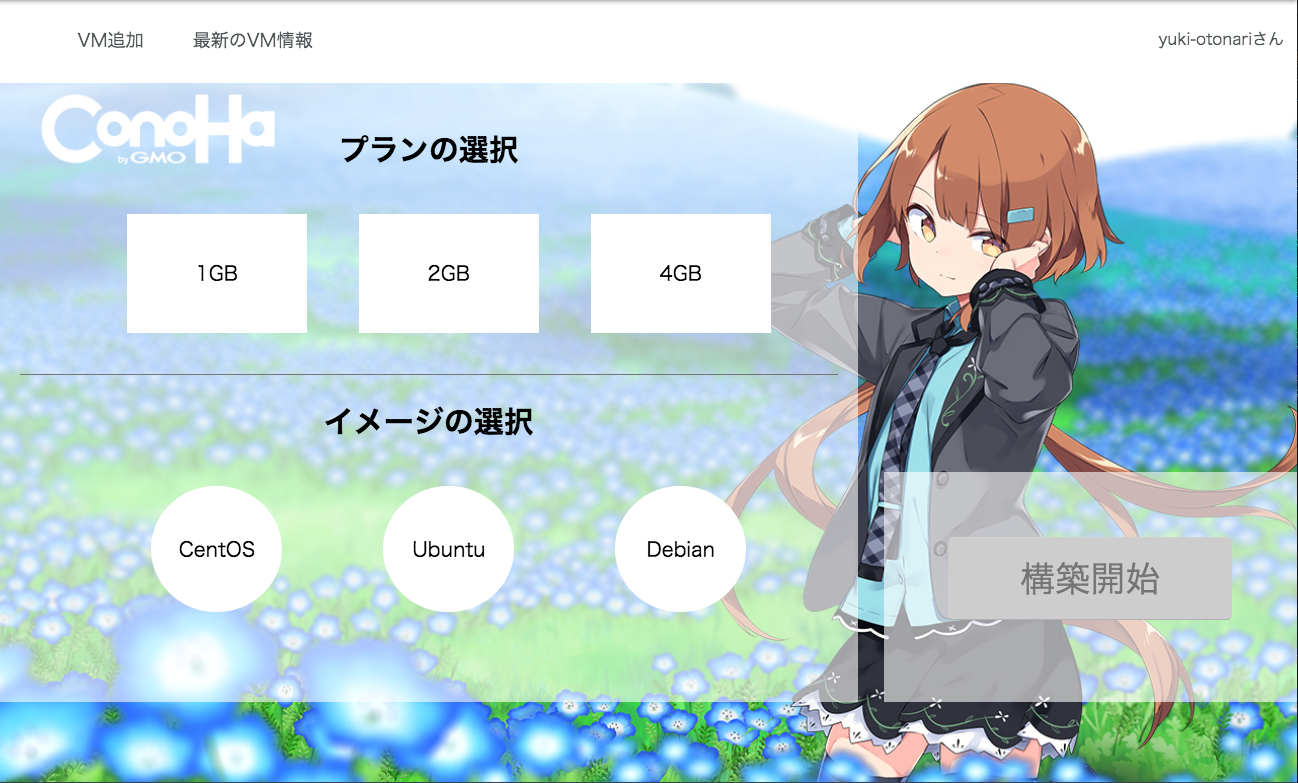 VM追加
最新のVM情報
yuki-otonariさん
ConoHa
by GMO
プランの選択
1GB
2GB
4GB
イメージの選択
CentOS
Ubuntu
Debian
構築開始